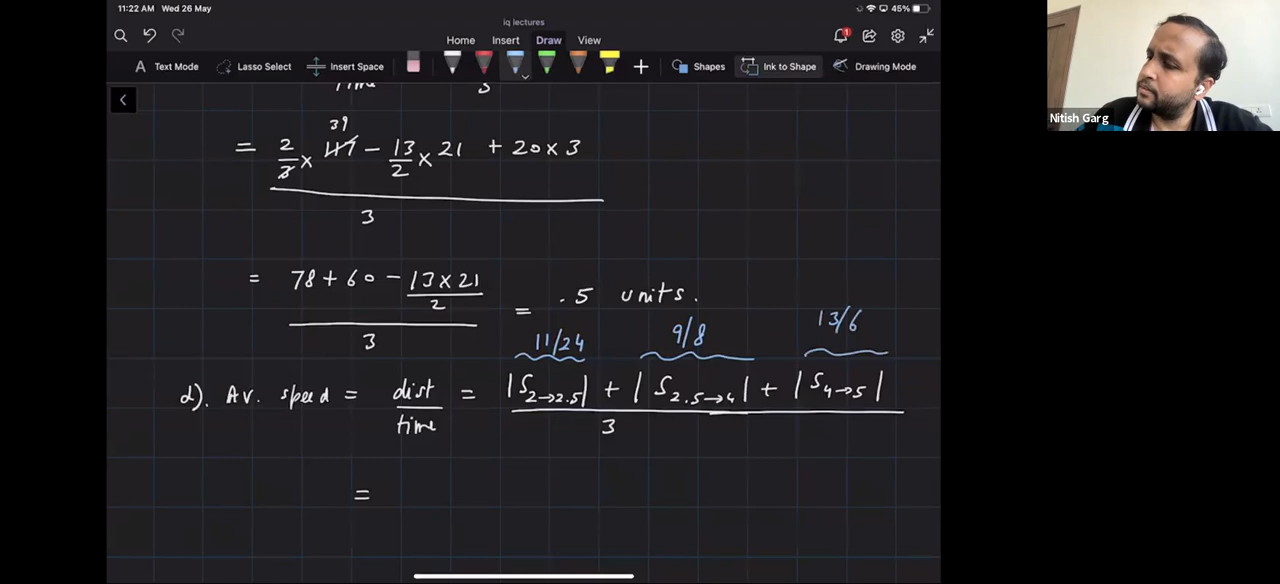 11:22 AM Wed 26 May
45%
iq lectures
Home Insert Draw View
Text Mode Lasso Select Insert Space Shapes Ink to Shape Drawing Mode
Nitish Garg
Time 3
39
= 2/3 × 117 − 13/2 × 21 + 20 × 3
3
= 78 + 60 − 13 × 21/2
3
= .5 units.
11/24 9/8 13/6
d). Av. speed = dist/time = |S2→2.5| + |S2.5→4| + |S4→5|
3
=